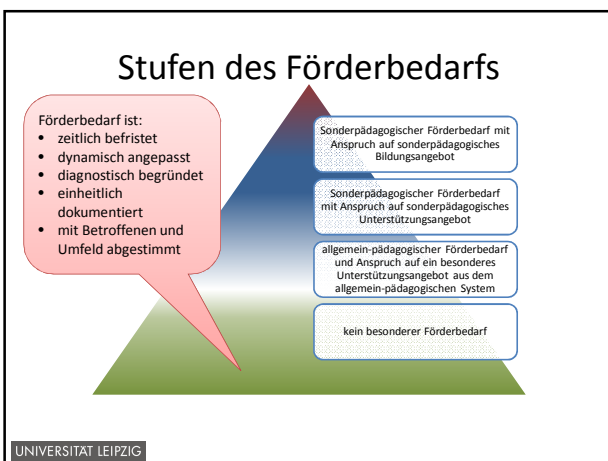 Stufen des Förderbedarfs
Förderbedarf ist:
• zeitlich befristet
• dynamisch angepasst
• diagnostisch begründet
• einheitlich
dokumentiert
• mit Betroffenen und
Umfeld abgestimmt
Sonderpädagogischer Förderbedarf mit
Anspruch auf sonderpädagogisches
Bildungsangebot
Sonderpädagogischer Förderbedarf
mit Anspruch auf sonderpädagogisches
Unterstützungsangebot
allgemein-pädagogischer Förderbedarf
und Anspruch auf ein besonderes
Unterstützungsangebot aus dem
allgemein-pädagogischen System
kein besonderer Förderbedarf
UNIVERSITÄT LEIPZIG